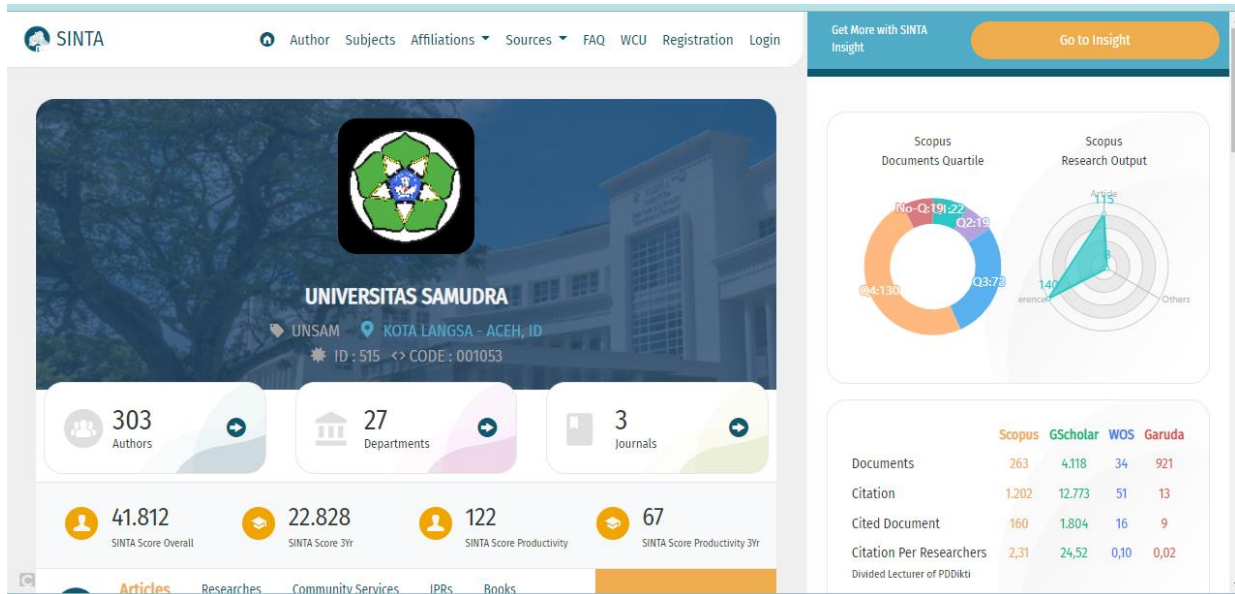 SINTA
Author Subjects Affiliations Sources FAQ WCU Registration Login
Get More with SINTA
Insight
Go to Insight
UNIVERSITAS SAMUDRA
UNSAM KOTA LANGSA - ACEH, ID
ID : 515 <> CODE : 001053
303
Authors
27
Departments
3
Journals
41.812
SINTA Score Overall
22.828
SINTA Score 3Yr
122
SINTA Score Productivity
67
SINTA Score Productivity 3Yr
Articles Researches Community Services IPRs Books
Scopus
Documents Quartile
No-Q:19
1:22
Q2:19
Q3:73
Q4:130
Scopus
Research Output
Article
115
8
140
erence
Others
Scopus GScholar WOS Garuda
Documents 263 4.118 34 921
Citation 1.202 12.773 51 13
Cited Document 160 1.804 16 9
Citation Per Researchers 2,31 24,52 0,10 0,02
Divided Lecturer of PDDikti